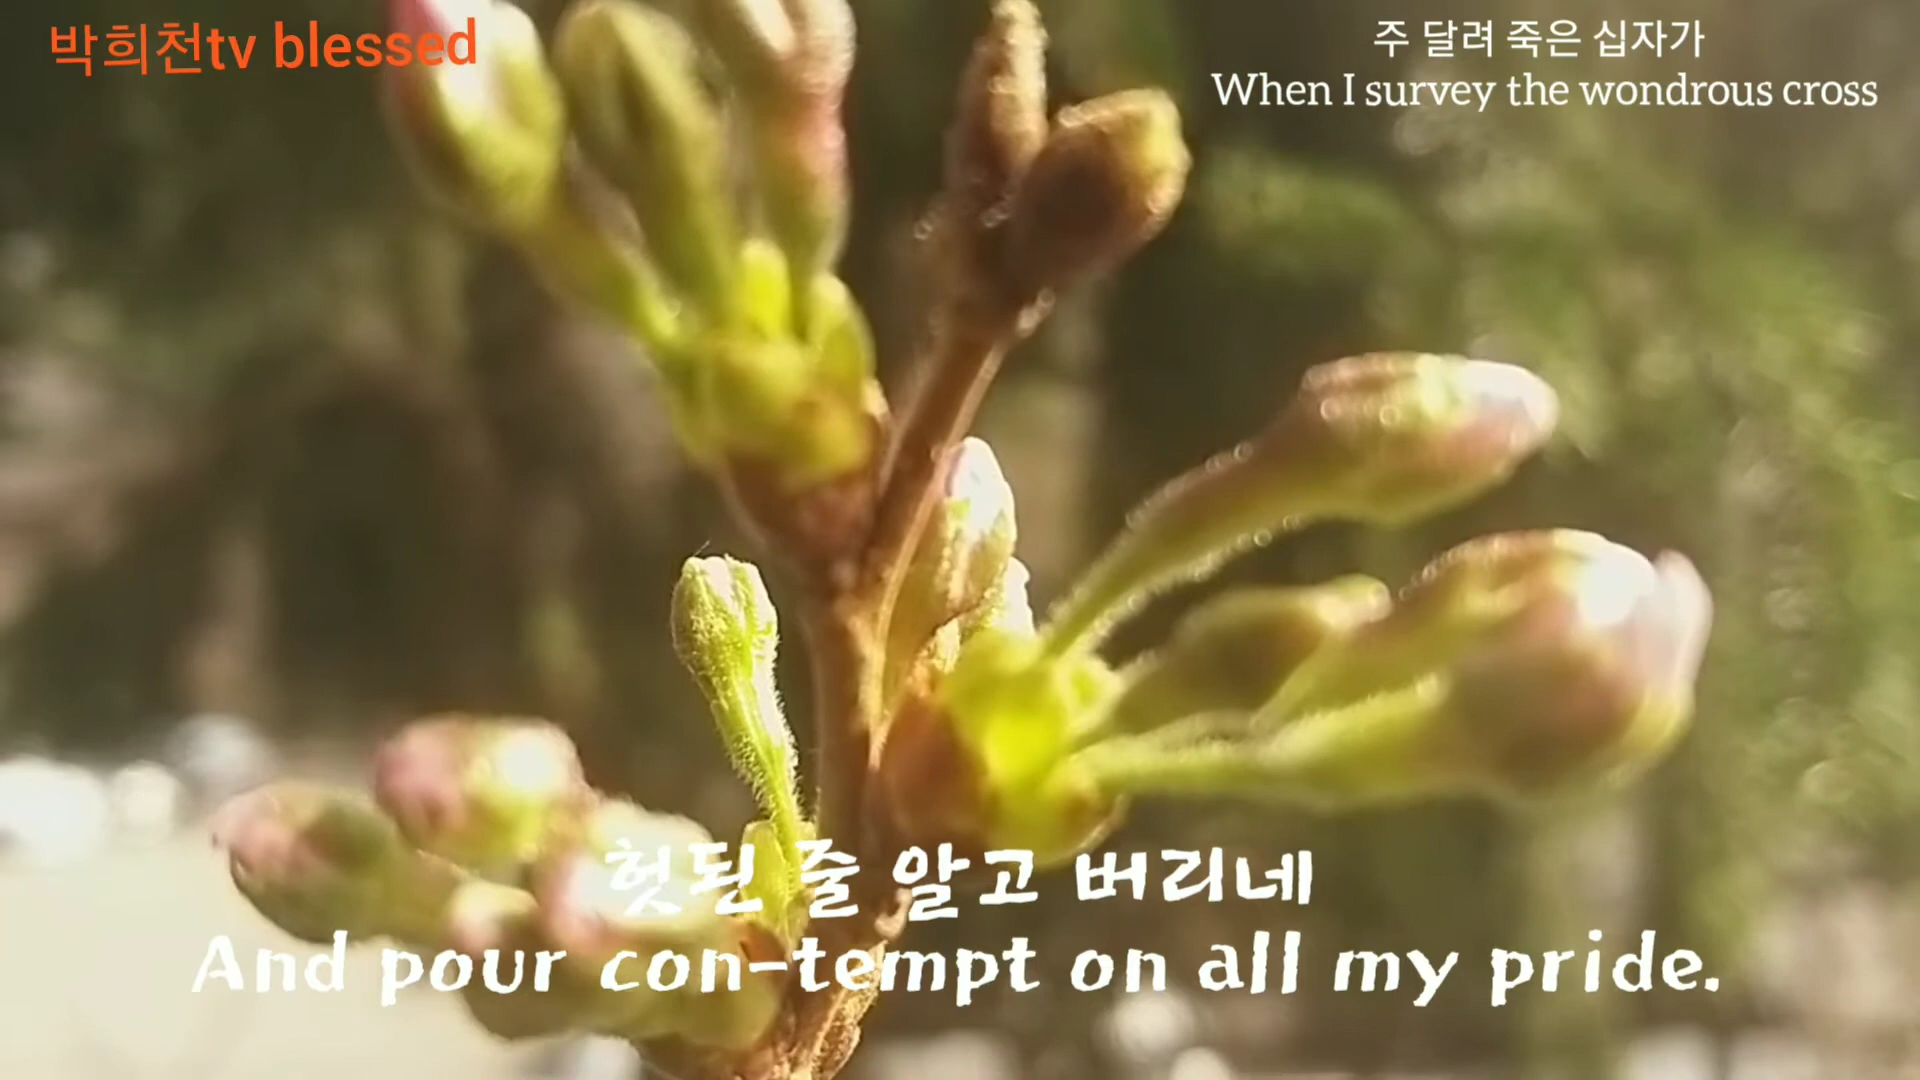 박희천tv blessed
주 달려 죽은 십자가
When I survey the wondrous cross
헛된 줄 알고 버리네
And pour con-tempt on all my pride.